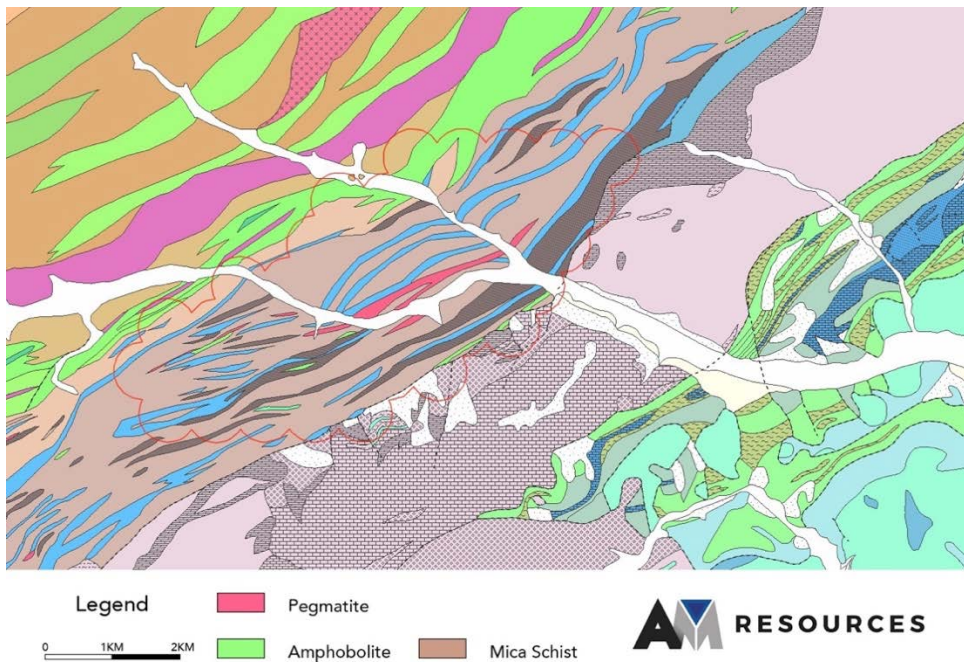 Legend
0 1KM 2KM
Pegmatite
Amphobolite
Mica Schist
AM RESOURCES